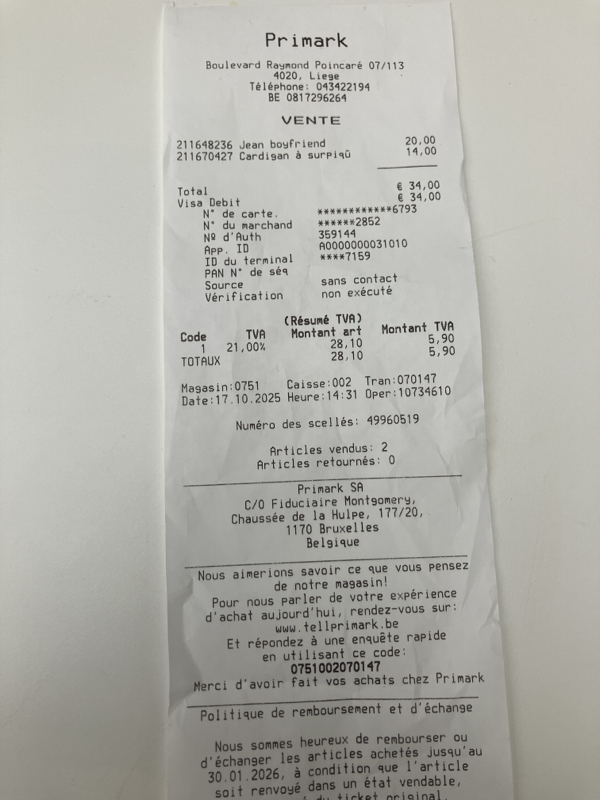 Primark
Boulevard Raymond Poincaré 07/113
4020, Liege
Téléphone: 043422194
BE 0817296264
VENTE
211648236 Jean boyfriend 20,00
211670427 Cardigan à surpiqû 14,00
Total € 34,00
Visa Debit € 34,00
N° de carte. ************6793
N° du marchand ******2852
Nº d'Auth 359144
App. ID A0000000031010
ID du terminal ****7159
PAN N° de séq
Source sans contact
Vérification non exécuté
(Résumé TVA)
Code TVA Montant art Montant TVA
1 21,00% 28,10 5,90
TOTAUX 28,10 5,90
Magasin:0751 Caisse:002 Tran:070147
Date:17.10.2025 Heure:14:31 Oper:10734610
Numéro des scellés: 49960519
Articles vendus: 2
Articles retournés: 0
Primark SA
C/O Fiduciaire Montgomery,
Chaussée de la Hulpe, 177/20,
1170 Bruxelles
Belgique
Nous aimerions savoir ce que vous pensez
de notre magasin!
Pour nous parler de votre expérience
d'achat aujourd'hui, rendez-vous sur:
www.tellprimark.be
Et répondez à une enquête rapide
en utilisant ce code:
0751002070147
Merci d'avoir fait vos achats chez Primark
Politique de remboursement et d'échange
Nous sommes heureux de rembourser ou
d'échanger les articles achetés jusqu'au
30.01.2026, à condition que l'article
soit renvoyé dans un état vendable,
du ticket original.